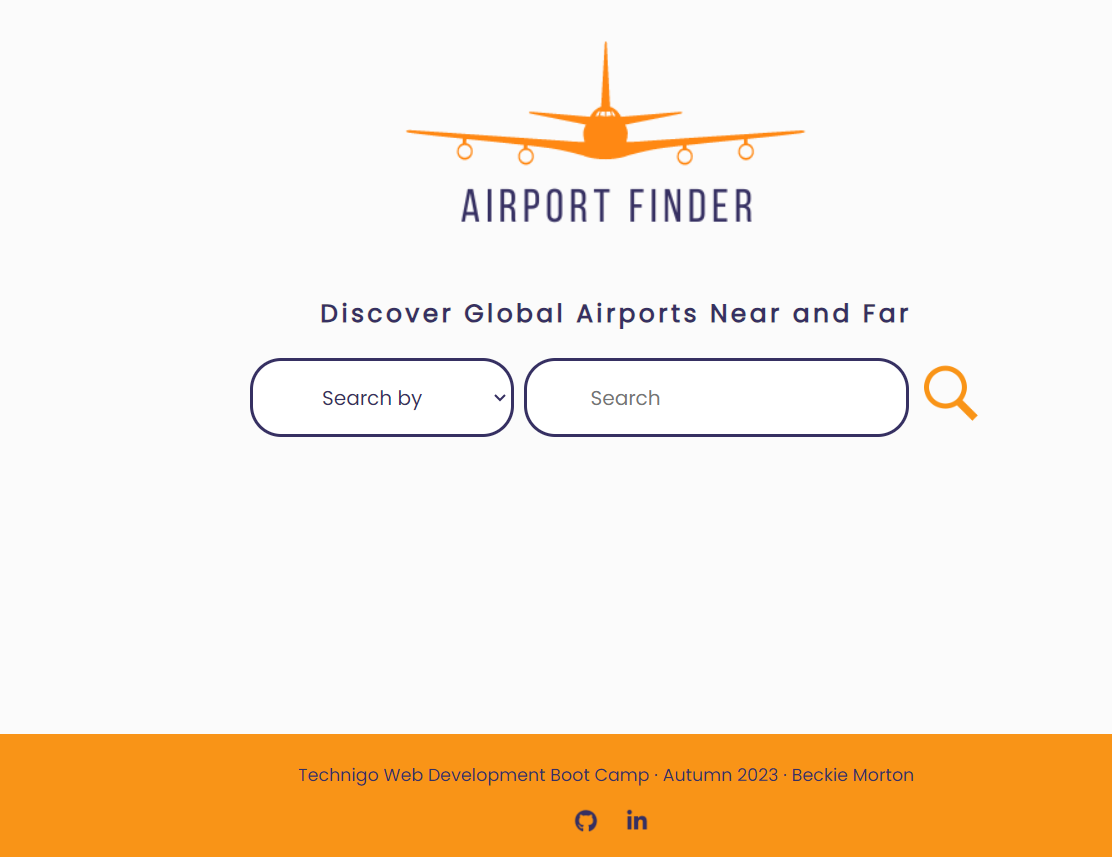 AIRPORT FINDER
Discover Global Airports Near and Far
Search by
Search
Technigo Web Development Boot Camp · Autumn 2023 · Beckie Morton
in